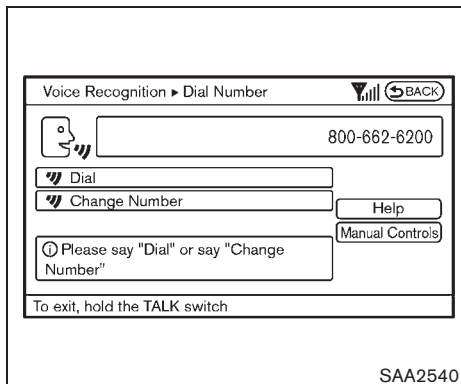 Voice Recognition ▸ Dial Number
BACK
800-662-6200
Dial
Change Number
Help
Manual Controls
Please say "Dial" or say "Change
Number"
To exit, hold the TALK switch
SAA2540